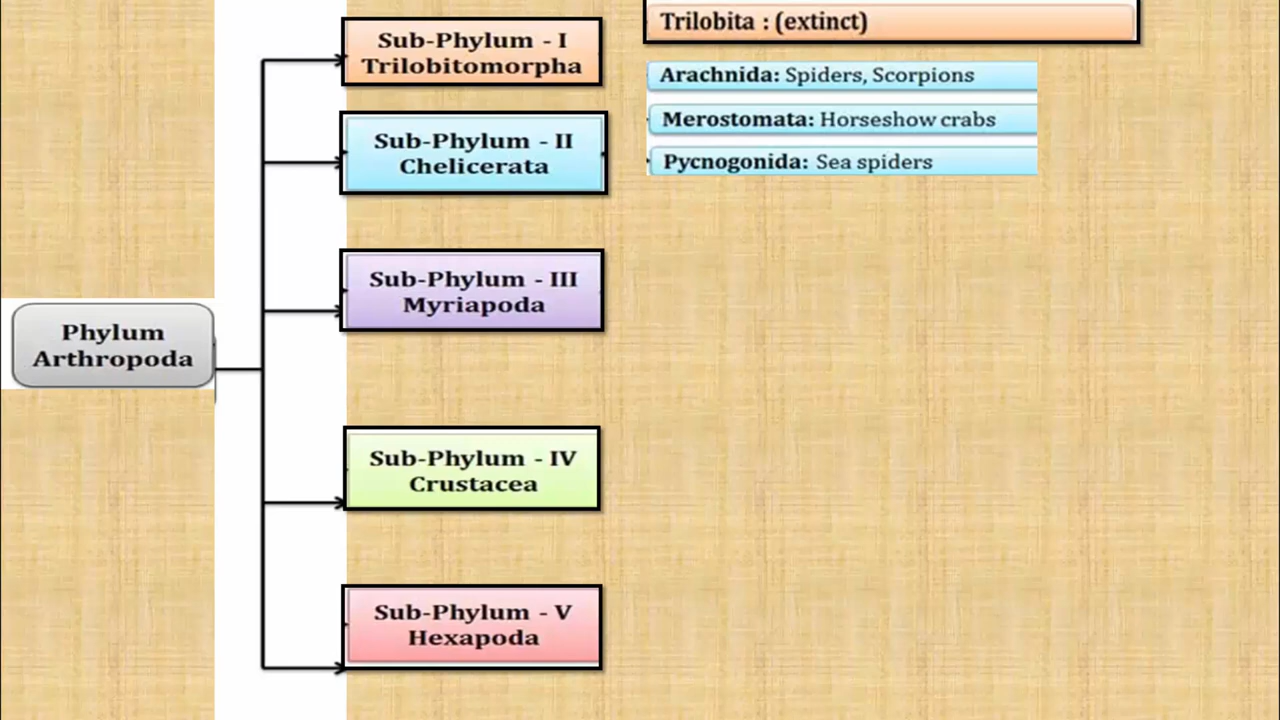 Sub-Phylum - I
Trilobitomorpha
Trilobita : (extinct)
Sub-Phylum - II
Chelicerata
Arachnida: Spiders, Scorpions
Merostomata: Horseshow crabs
Pycnogonida: Sea spiders
Sub-Phylum - III
Myriapoda
Phylum
Arthropoda
Sub-Phylum - IV
Crustacea
Sub-Phylum - V
Hexapoda